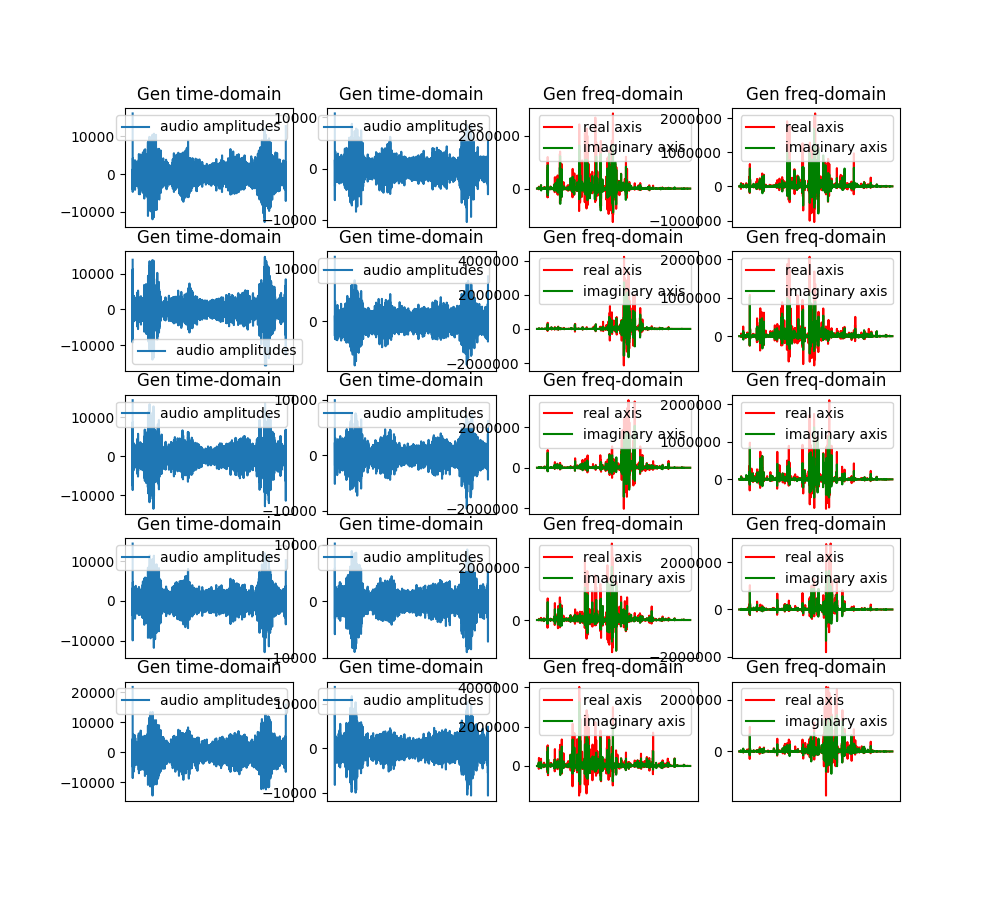 Gen time-domain
10000
0
−10000
audio amplitudes
Gen time-domain
10000
0
−10000
audio amplitudes
Gen freq-domain
2000000
0
real axis
imaginary axis
Gen freq-domain
2000000
1000000
0
−1000000
real axis
imaginary axis
Gen time-domain
10000
0
−10000
audio amplitudes
Gen time-domain
10000
0
audio amplitudes
Gen freq-domain
4000000
2000000
0
−2000000
real axis
imaginary axis
Gen freq-domain
2000000
1000000
0
real axis
imaginary axis
Gen time-domain
10000
0
−10000
audio amplitudes
Gen time-domain
10000
0
−10000
audio amplitudes
Gen freq-domain
2000000
0
−2000000
real axis
imaginary axis
Gen freq-domain
2000000
1000000
0
real axis
imaginary axis
Gen time-domain
10000
0
−10000
audio amplitudes
Gen time-domain
10000
0
−10000
audio amplitudes
Gen freq-domain
2000000
0
real axis
imaginary axis
Gen freq-domain
2000000
0
−2000000
real axis
imaginary axis
Gen time-domain
20000
10000
0
−10000
audio amplitudes
Gen time-domain
10000
0
−10000
audio amplitudes
Gen freq-domain
4000000
2000000
0
real axis
imaginary axis
Gen freq-domain
2000000
0
real axis
imaginary axis